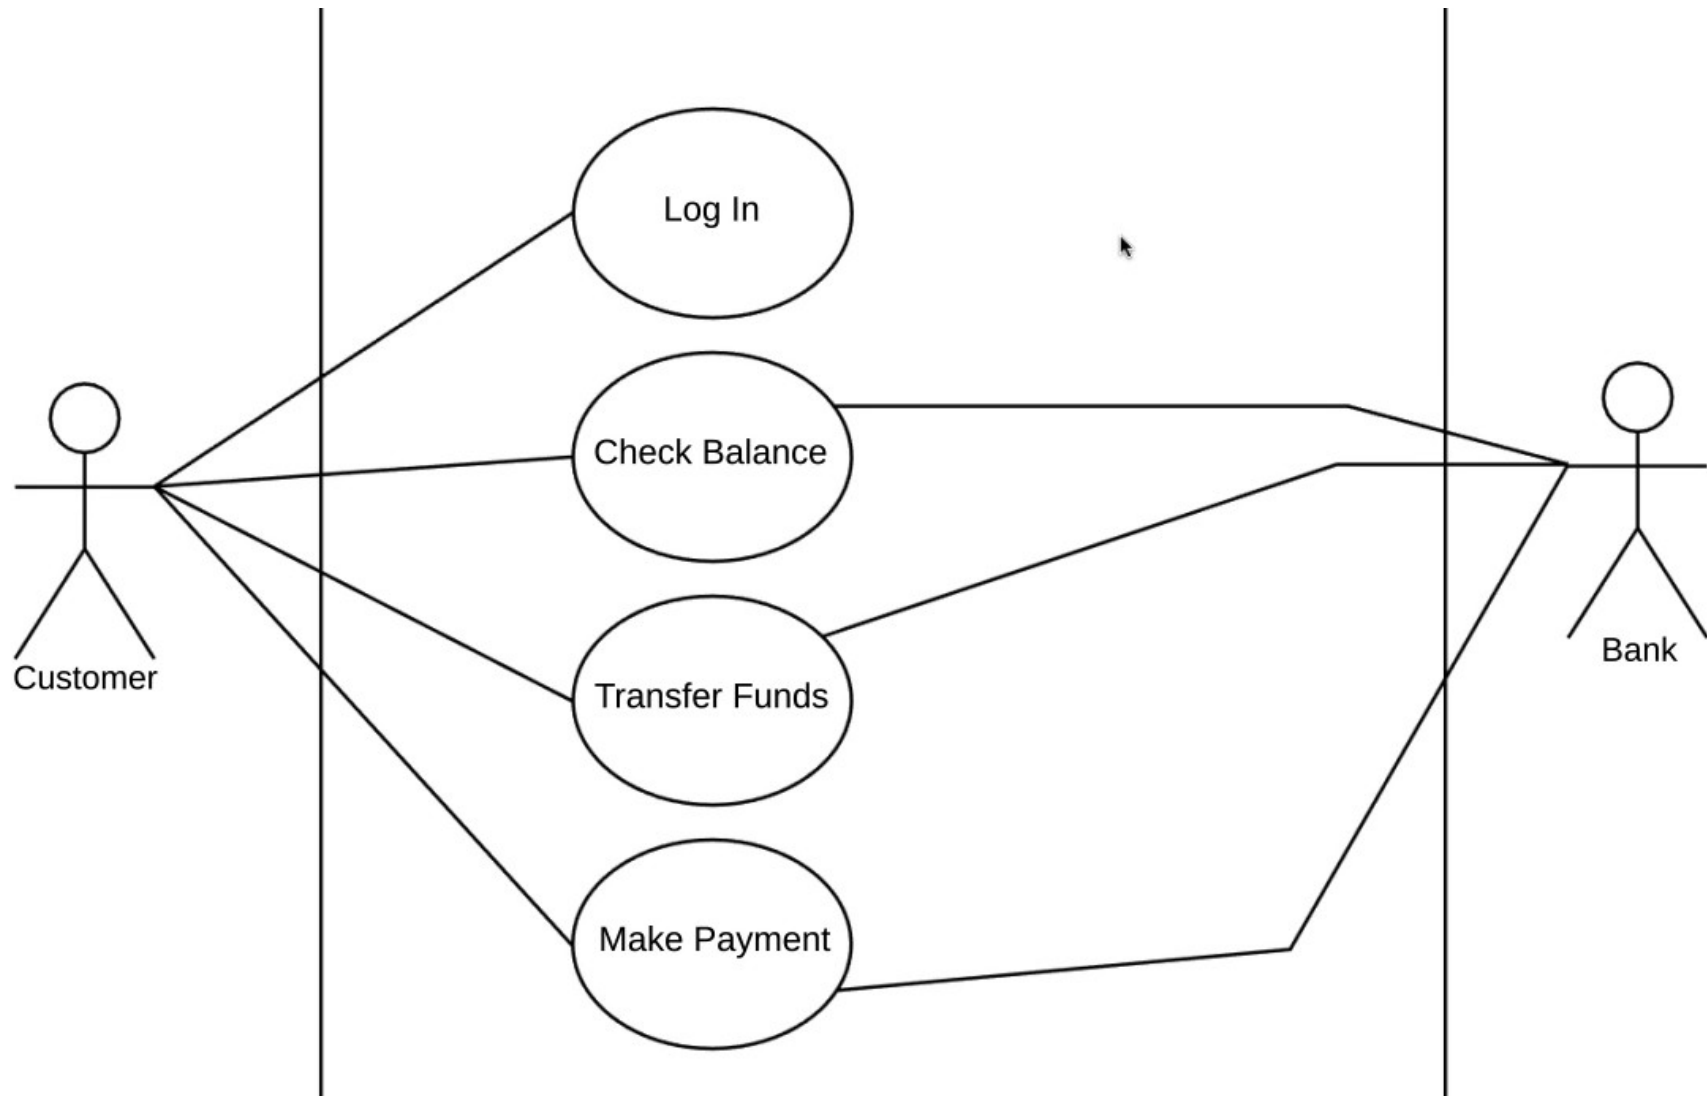 Log In
Check Balance
Customer
Bank
Transfer Funds
Make Payment